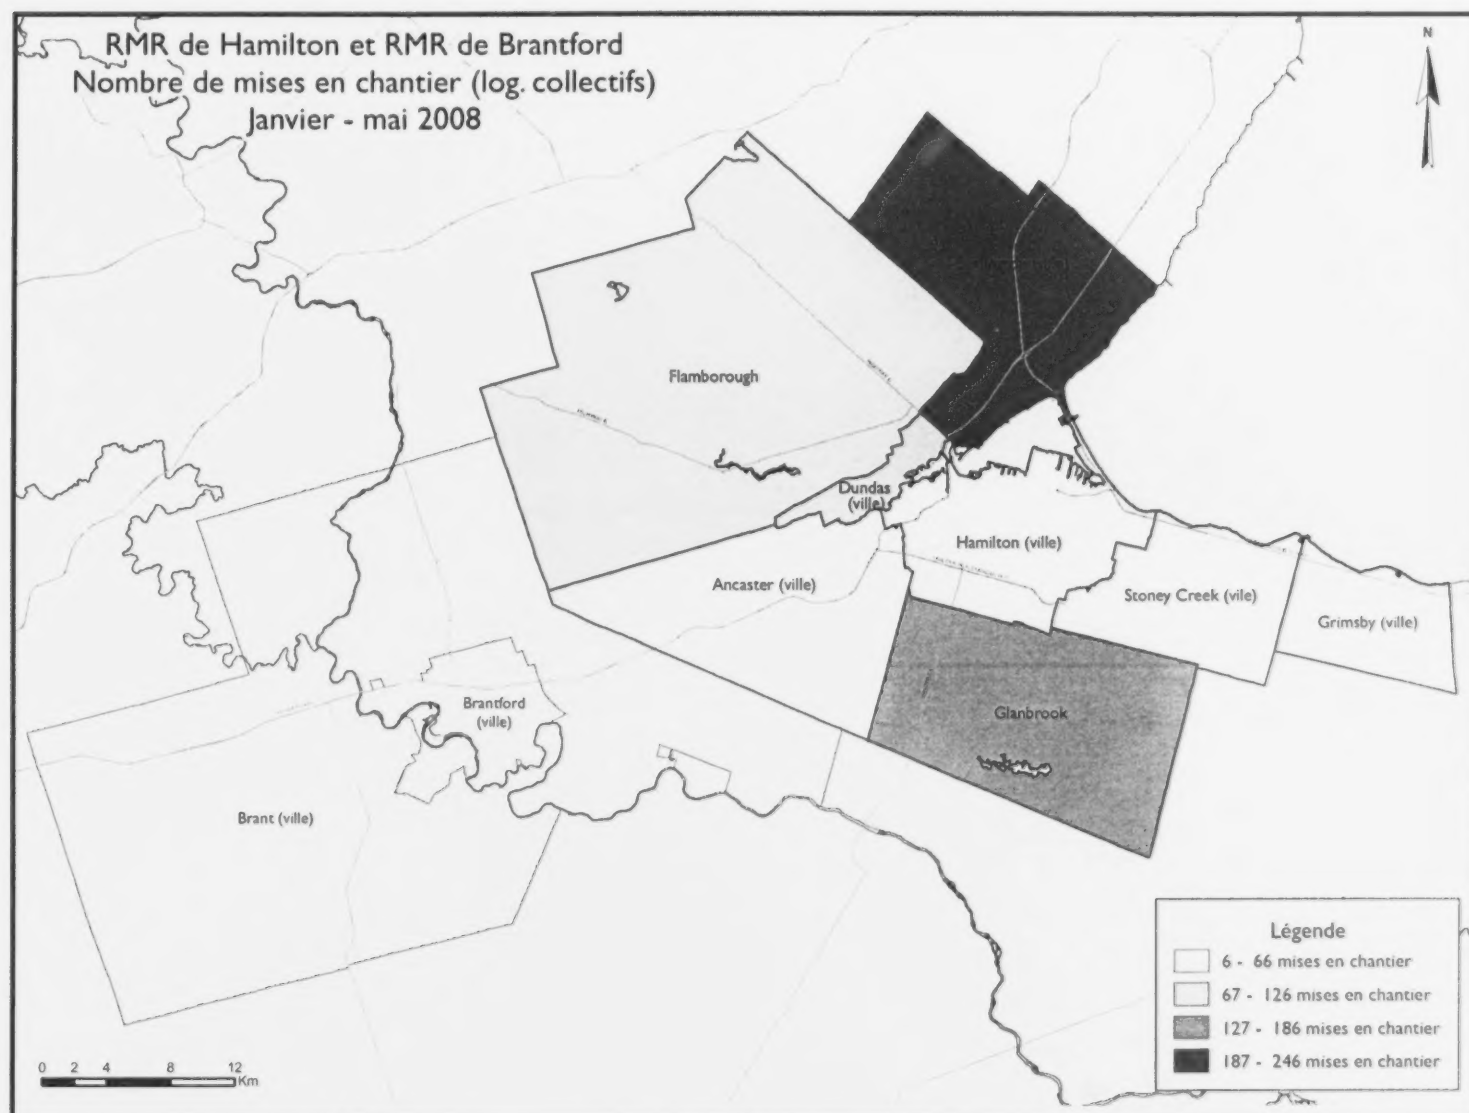 RMR de Hamilton et RMR de Brantford
Nombre de mises en chantier (log. collectifs)
Janvier - mai 2008
N
Flamborough
Dundas
(ville)
Hamilton (ville)
Ancaster (ville)
Stoney Creek (vile)
Grimsby (ville)
Brantford
(ville)
Glanbrook
Brant (ville)
Légende
6 - 66 mises en chantier
67 - 126 mises en chantier
127 - 186 mises en chantier
187 - 246 mises en chantier
0 2 4 8 12
Km